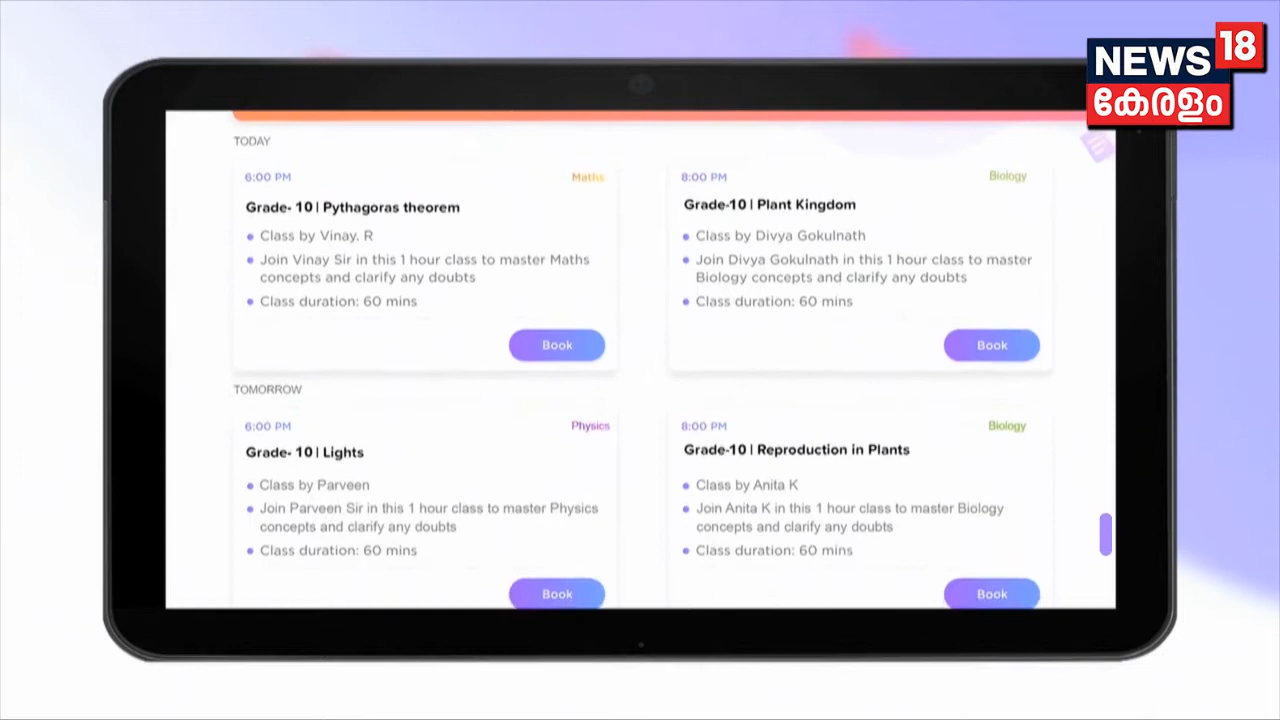 NEWS 18
കേരളം
TODAY
6:00 PM Maths
Grade- 10 | Pythagoras theorem
Class by Vinay. R
Join Vinay Sir in this 1 hour class to master Maths
concepts and clarify any doubts
Class duration: 60 mins
Book
8:00 PM Biology
Grade-10 | Plant Kingdom
Class by Divya Gokulnath
Join Divya Gokulnath in this 1 hour class to master
Biology concepts and clarify any doubts
Class duration: 60 mins
Book
TOMORROW
6:00 PM Physics
Grade- 10 | Lights
Class by Parveen
Join Parveen Sir in this 1 hour class to master Physics
concepts and clarify any doubts
Class duration: 60 mins
Book
8:00 PM Biology
Grade-10 | Reproduction in Plants
Class by Anita K
Join Anita K in this 1 hour class to master Biology
concepts and clarify any doubts
Class duration: 60 mins
Book